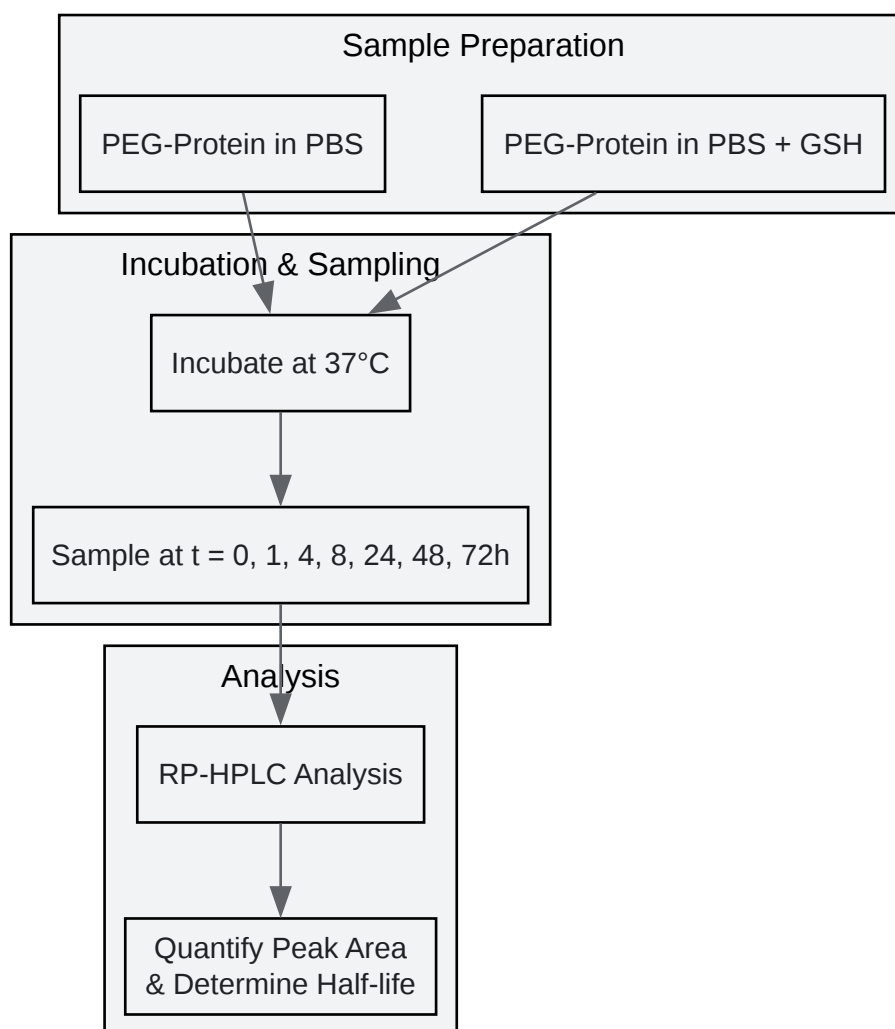 Sample Preparation
PEG-Protein in PBS
PEG-Protein in PBS + GSH
Incubation & Sampling
Incubate at 37°C
Sample at t = 0, 1, 4, 8, 24, 48, 72h
Analysis
RP-HPLC Analysis
Quantify Peak Area
& Determine Half-life